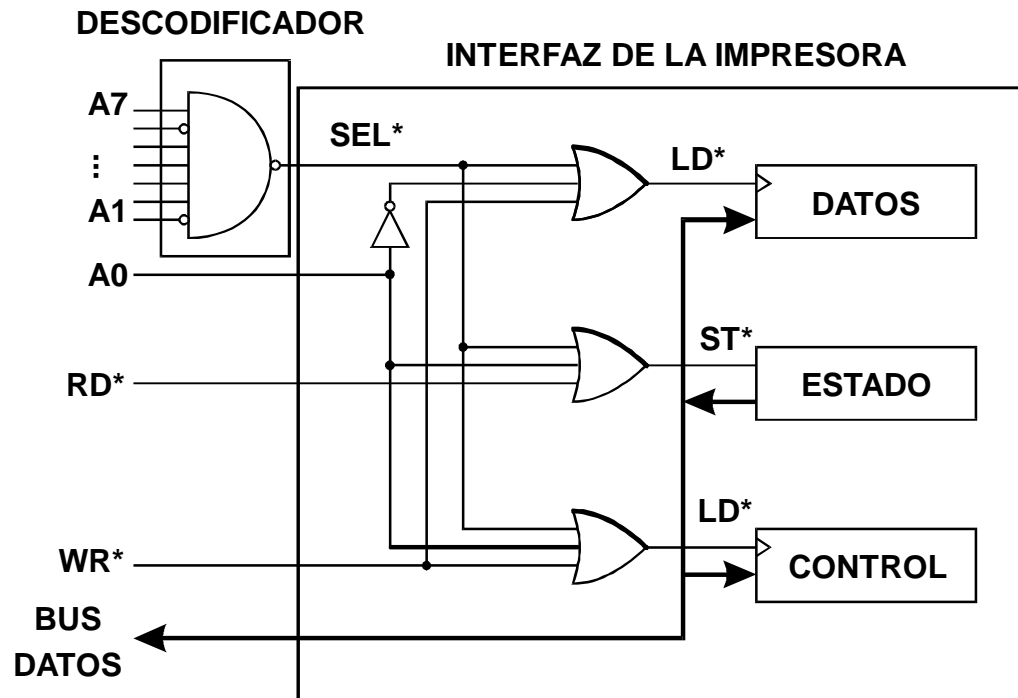 DESCODIFICADOR
INTERFAZ DE LA IMPRESORA
A7
...
A1
A0
SEL*
LD*
DATOS
RD*
ST*
ESTADO
WR*
LD*
CONTROL
BUS
DATOS